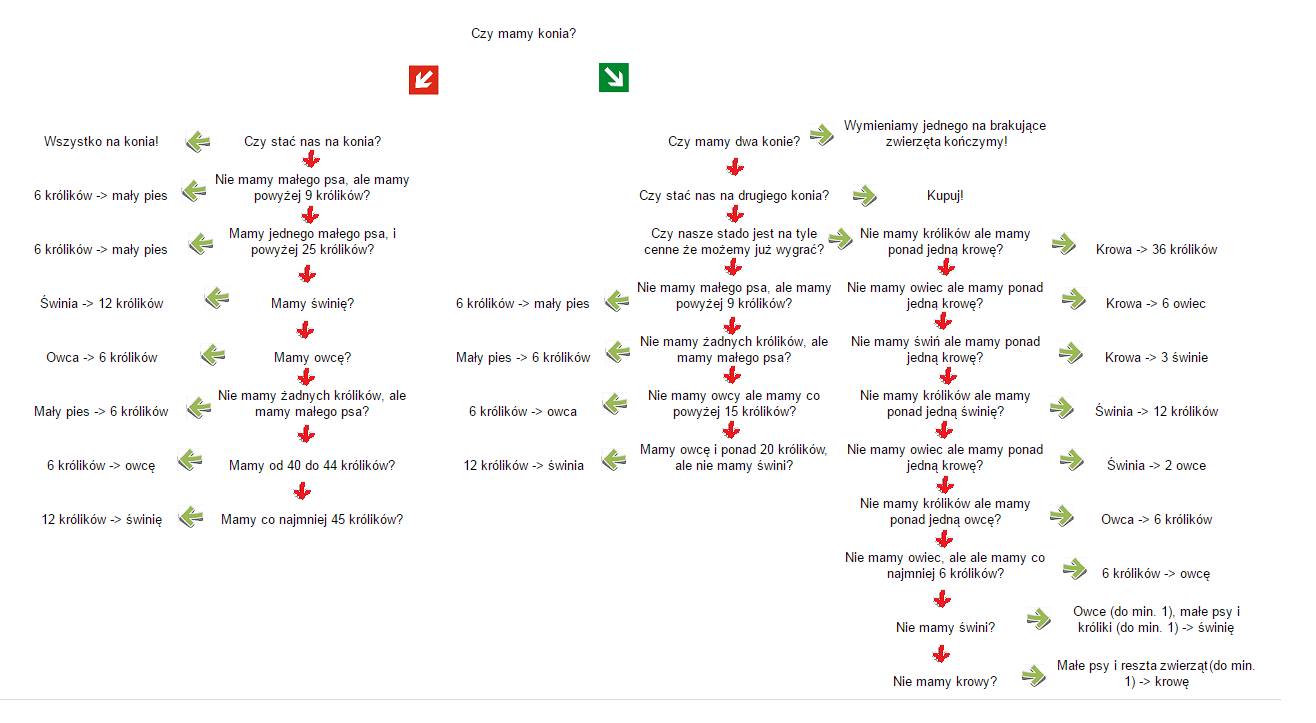 Czy mamy konia?
Wszystko na konia!
Czy stać nas na konia?
6 królików -> mały pies
Nie mamy małego psa, ale mamy
powyżej 9 królików?
6 królików -> mały pies
Mamy jednego małego psa, i
powyżej 25 królików?
Świnia -> 12 królików
Mamy świnię?
Owca -> 6 królików
Mamy owcę?
Mały pies -> 6 królików
Nie mamy żadnych królików, ale
mamy małego psa?
6 królików -> owcę
Mamy od 40 do 44 królików?
12 królików -> świnię
Mamy co najmniej 45 królików?
Czy mamy dwa konie?
Wymieniamy jednego na brakujące
zwierzęta kończymy!
Czy stać nas na drugiego konia?
Kupuj!
Czy nasze stado jest na tyle
cenne że możemy już wygrać?
6 królików -> mały pies
Nie mamy małego psa, ale mamy
powyżej 9 królików?
Mały pies -> 6 królików
Nie mamy żadnych królików, ale
mamy małego psa?
6 królików -> owca
Nie mamy owcy ale mamy co
powyżej 15 królików?
12 królików -> świnia
Mamy owcę i ponad 20 królików,
ale nie mamy świni?
Nie mamy królików ale mamy
ponad jedną krowę?
Krowa -> 36 królików
Nie mamy owiec ale mamy ponad
jedną krowę?
Krowa -> 6 owiec
Nie mamy świń ale mamy ponad
jedną krowę?
Krowa -> 3 świnie
Nie mamy królików ale mamy
ponad jedną świnię?
Świnia -> 12 królików
Nie mamy owiec ale mamy ponad
jedną krowę?
Świnia -> 2 owce
Nie mamy królików ale mamy
ponad jedną owcę?
Owca -> 6 królików
Nie mamy owiec, ale ale mamy co
najmniej 6 królików?
6 królików -> owcę
Nie mamy świni?
Owce (do min. 1), małe psy i
króliki (do min. 1) -> świnię
Nie mamy krowy?
Małe psy i reszta zwierząt(do min.
1) -> krowę